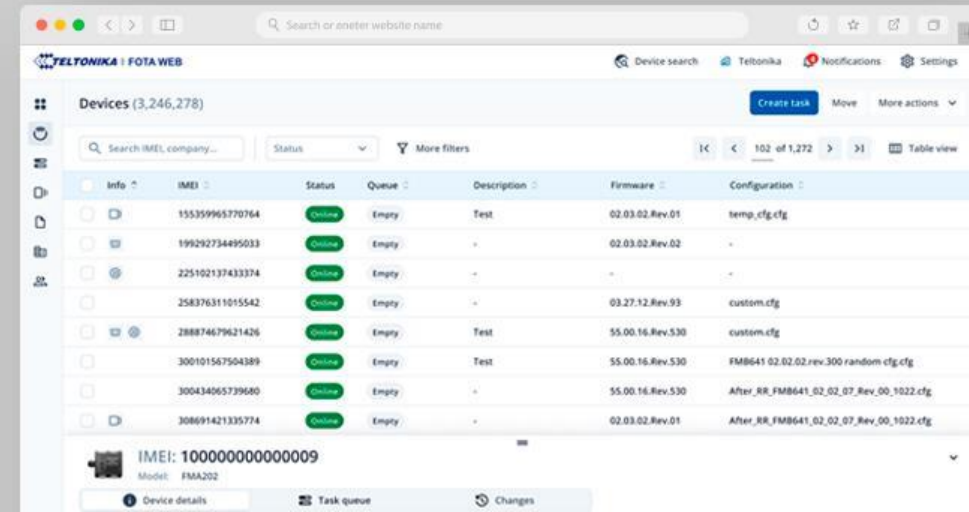 Search or eneter website name
TELTONIKA | FOTA WEB
Device search Teltonika Notifications Settings
Devices (3,246,278)
Create task Move More actions
Search IMEI, company... Status More filters 102 of 1,272 Table view
Info IMEI Status Queue Description Firmware Configuration
155359965770764 Online Empty Test 02.03.02.Rev.01 temp_cfg.cfg
199292734495033 Online Empty - 02.03.02.Rev.02 -
225102137433374 Online Empty - - -
258376311015542 Online Empty - 03.27.12.Rev.93 custom.cfg
288874679621426 Online Empty Test 55.00.16.Rev.530 custom.cfg
300101567504389 Online Empty Test 55.00.16.Rev.530 FMB641 02.02.02.rev.300 random cfg.cfg
300434065739680 Online Empty - 55.00.16.Rev.530 After_RR_FMB641_02_02_07_Rev_00_1022.cfg
308691421335774 Online Empty - 02.03.02.Rev.01 After_RR_FMB641_02_02_07_Rev_00_1022.cfg
IMEI: 100000000000009
Model: FMA202
Device details Task queue Changes